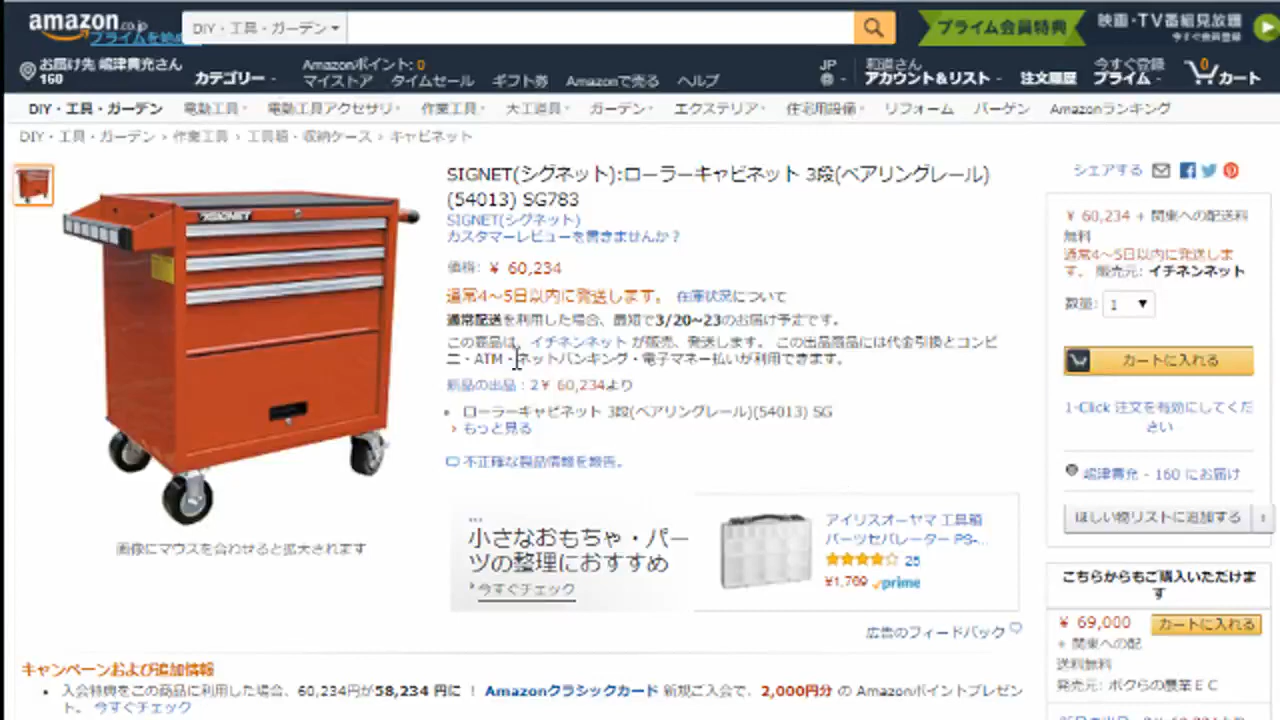 amazon.co.jp
プライムを始め
DIY・工具・ガーデン
プライム会員特典
映画・TV番組見放題
今すぐ会員登録
お届け先 嶋津貴充さん
160
カテゴリー
Amazonポイント: 0
マイストア タイムセール ギフト券 Amazonで売る ヘルプ
JP
和道さん
アカウント&リスト
注文履歴
今すぐ登録
プライム
0
カート
DIY・工具・ガーデン 電動工具 電動工具アクセサリ 作業工具 大工道具 ガーデン エクステリア 住宅用設備 リフォーム バーゲン Amazonランキング
DIY・工具・ガーデン › 作業工具 › 工具箱・収納ケース › キャビネット
SIGNET
画像にマウスを合わせると拡大されます
SIGNET(シグネット):ローラーキャビネット 3段(ベアリングレール)
(54013) SG783
SIGNET(シグネット)
カスタマーレビューを書きませんか?
価格: ¥ 60,234
通常4~5日以内に発送します。 在庫状況について
通常配送を利用した場合、最短で3/20~23のお届け予定です。
この商品は、イチネンネット が販売、発送します。 この出品商品には代金引換とコンビ
ニ・ATM・ネットバンキング・電子マネー払いが利用できます。
新品の出品:2¥ 60,234より
ローラーキャビネット 3段(ベアリングレール)(54013) SG
› もっと見る
不正確な製品情報を報告。
小さなおもちゃ・パー
ツの整理におすすめ
今すぐチェック
アイリスオーヤマ 工具箱
パーツセパレーター PS-...
25
¥1,769 prime
広告のフィードバック
シェアする
¥ 60,234 + 関東への配送料
無料
通常4~5日以内に発送しま
す。 販売元: イチネンネット
数量: 1
カートに入れる
1-Click 注文を有効にしてくだ
さい
嶋津貴充 - 160 にお届け
ほしい物リストに追加する
こちらからもご購入いただけま
す
¥ 69,000 カートに入れる
+ 関東への配
送料無料
発売元: ボクらの農業EC
キャンペーンおよび追加情報
入会特典をこの商品に利用した場合、60,234円が58,234 円に ! Amazonクラシックカード 新規ご入会で、2,000円分 の Amazonポイントプレゼン
ト。 今すぐチェック